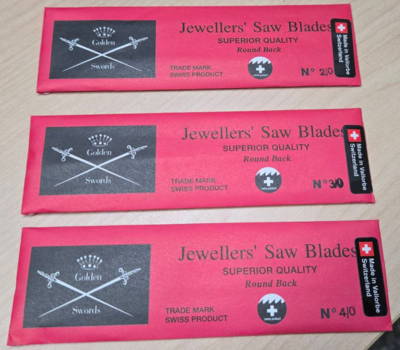 Golden
Swords
Jewellers' Saw Blades
SUPERIOR QUALITY
Round Back
TRADE MARK
SWISS PRODUCT
N° 2/0
Made in Vallorbe
Switzerland
Golden
Swords
Jewellers' Saw Blades
SUPERIOR QUALITY
Round Back
TRADE MARK
SWISS PRODUCT
N° 3/0
Made in Vallorbe
Switzerland
Golden
Swords
Jewellers' Saw Blades
SUPERIOR QUALITY
Round Back
TRADE MARK
SWISS PRODUCT
N° 4/0
Made in Vallorbe
Switzerland